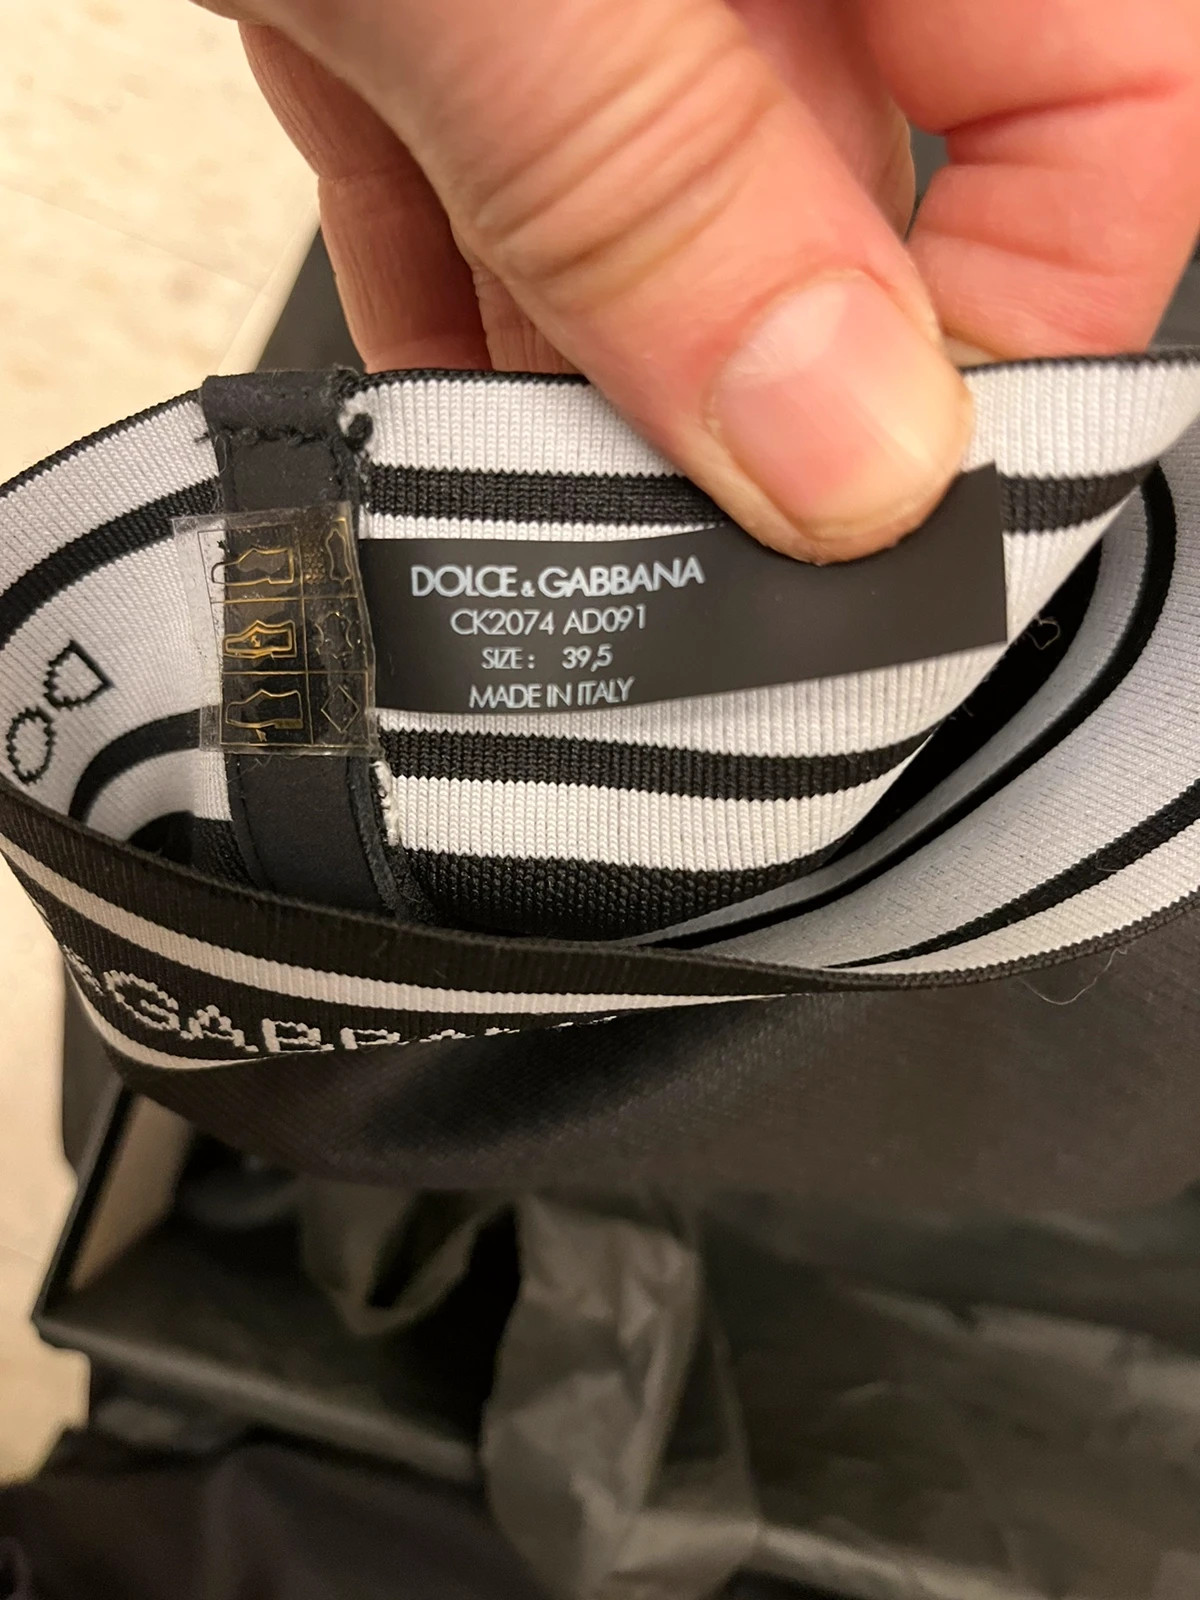 DOLCE & GABBANA
CK2074 AD091
SIZE: 39,5
MADE IN ITALY